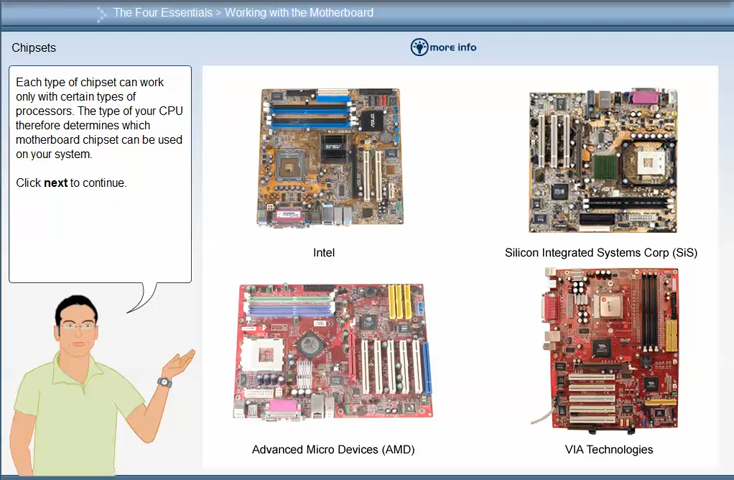 The Four Essentials > Working with the Motherboard
Chipsets
more info
Each type of chipset can work
only with certain types of
processors. The type of your CPU
therefore determines which
motherboard chipset can be used
on your system.
Click next to continue.
Intel
Silicon Integrated Systems Corp (SiS)
Advanced Micro Devices (AMD)
VIA Technologies